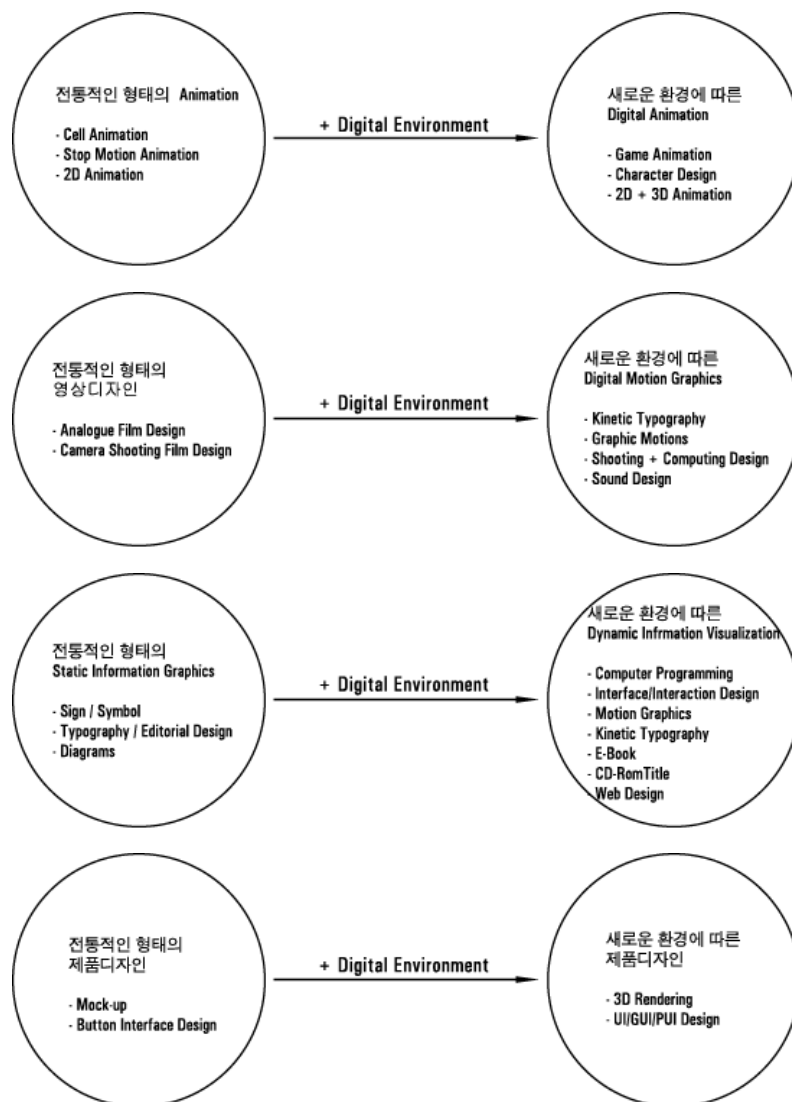 전통적인 형태의 Animation
- Cell Animation
- Stop Motion Animation
- 2D Animation
+ Digital Environment
새로운 환경에 따른
Digital Animation
- Game Animation
- Character Design
- 2D + 3D Animation
전통적인 형태의
영상디자인
- Analogue Film Design
- Camera Shooting Film Design
+ Digital Environment
새로운 환경에 따른
Digital Motion Graphics
- Kinetic Typography
- Graphic Motions
- Shooting + Computing Design
- Sound Design
전통적인 형태의
Static Information Graphics
- Sign / Symbol
- Typography / Editorial Design
- Diagrams
+ Digital Environment
새로운 환경에 따른
Dynamic Infrmation Visualization
- Computer Programming
- Interface/Interaction Design
- Motion Graphics
- Kinetic Typography
- E-Book
- CD-RomTitle
- Web Design
전통적인 형태의
제품디자인
- Mock-up
- Button Interface Design
+ Digital Environment
새로운 환경에 따른
제품디자인
- 3D Rendering
- UI/GUI/PUI Design